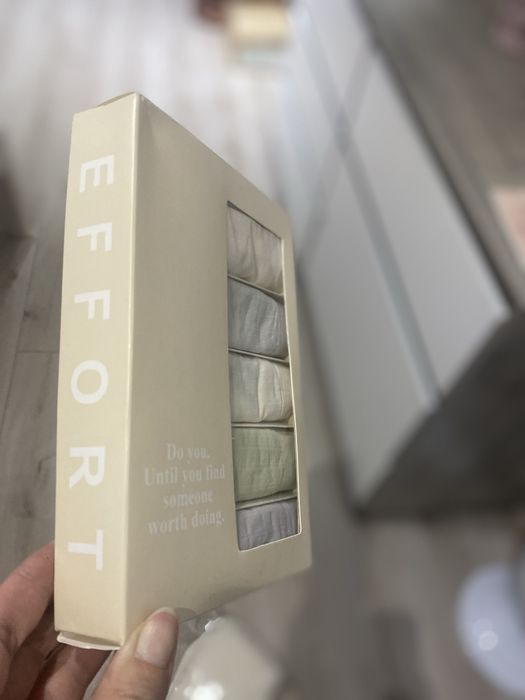 EFFORT
Do you.
Until you find
someone
worth doing.